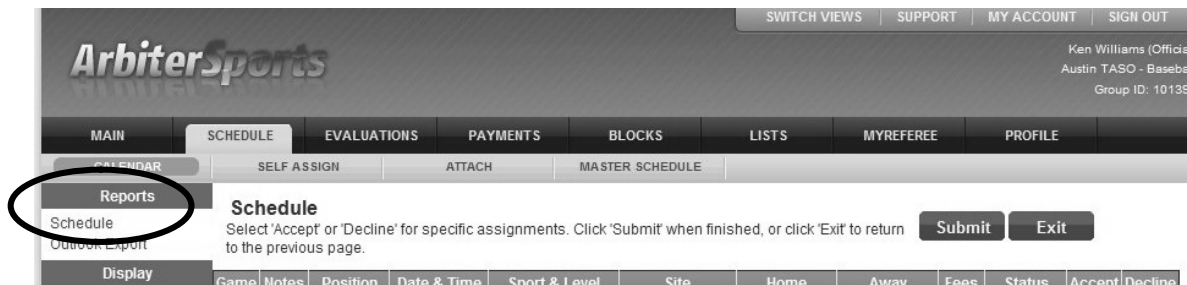 SWITCH VIEWS SUPPORT MY ACCOUNT SIGN OUT
ArbiterSports
Ken Williams (Officia
Austin TASO - Baseba
Group ID: 10135
MAIN SCHEDULE EVALUATIONS PAYMENTS BLOCKS LISTS MYREFEREE PROFILE
CALENDAR SELF ASSIGN ATTACH MASTER SCHEDULE
Reports
Schedule
Outlook Export
Display
Schedule
Select 'Accept' or 'Decline' for specific assignments. Click 'Submit' when finished, or click 'Exit' to return
to the previous page.
Submit Exit
Game Notes Position Date & Time Sport & Level Site Home Away Fees Status Accept Decline